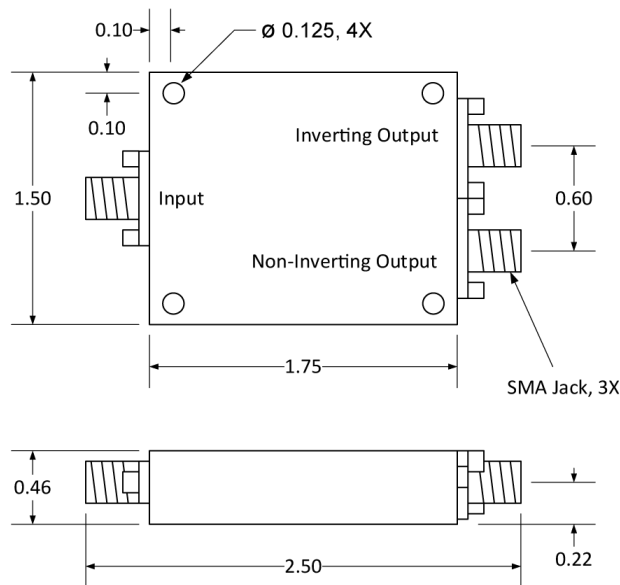 0.10
ø 0.125, 4X
0.10
Inverting Output
1.50
Input
0.60
Non-Inverting Output
1.75
SMA Jack, 3X
0.46
2.50
0.22